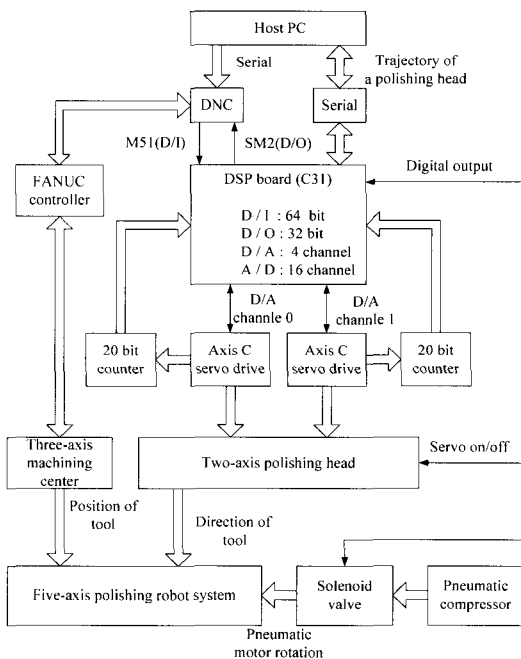 Host PC
Serial
Trajectory of
a polishing head
DNC
Serial
M51(D/I)
SM2(D/O)
Digital output
FANUC
controller
DSP board (C31)
D / I : 64 bit
D / O : 32 bit
D / A : 4 channel
A / D : 16 channel
D/A
channle 0
D/A
channle 1
20 bit
counter
Axis C
servo drive
Axis C
servo drive
20 bit
counter
Three-axis
machining
center
Two-axis polishing head
Servo on/off
Position of
tool
Direction of
tool
Five-axis polishing robot system
Solenoid
valve
Pneumatic
compressor
Pneumatic
motor rotation